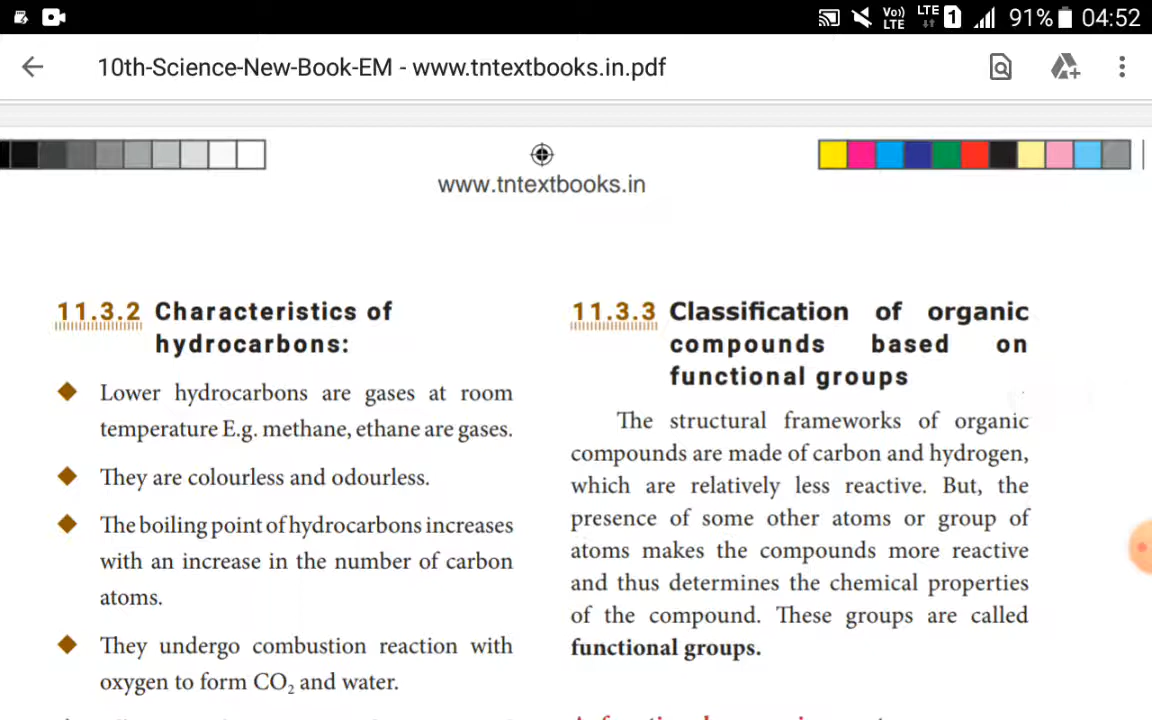 Vo))
LTE
LTE
1
91%
04:52
10th-Science-New-Book-EM - www.tntextbooks.in.pdf
www.tntextbooks.in
11.3.2 Characteristics of
hydrocarbons:
Lower hydrocarbons are gases at room
temperature E.g. methane, ethane are gases.
They are colourless and odourless.
The boiling point of hydrocarbons increases
with an increase in the number of carbon
atoms.
They undergo combustion reaction with
oxygen to form CO₂ and water.
11.3.3 Classification of organic
compounds based on
functional groups
The structural frameworks of organic
compounds are made of carbon and hydrogen,
which are relatively less reactive. But, the
presence of some other atoms or group of
atoms makes the compounds more reactive
and thus determines the chemical properties
of the compound. These groups are called
functional groups.